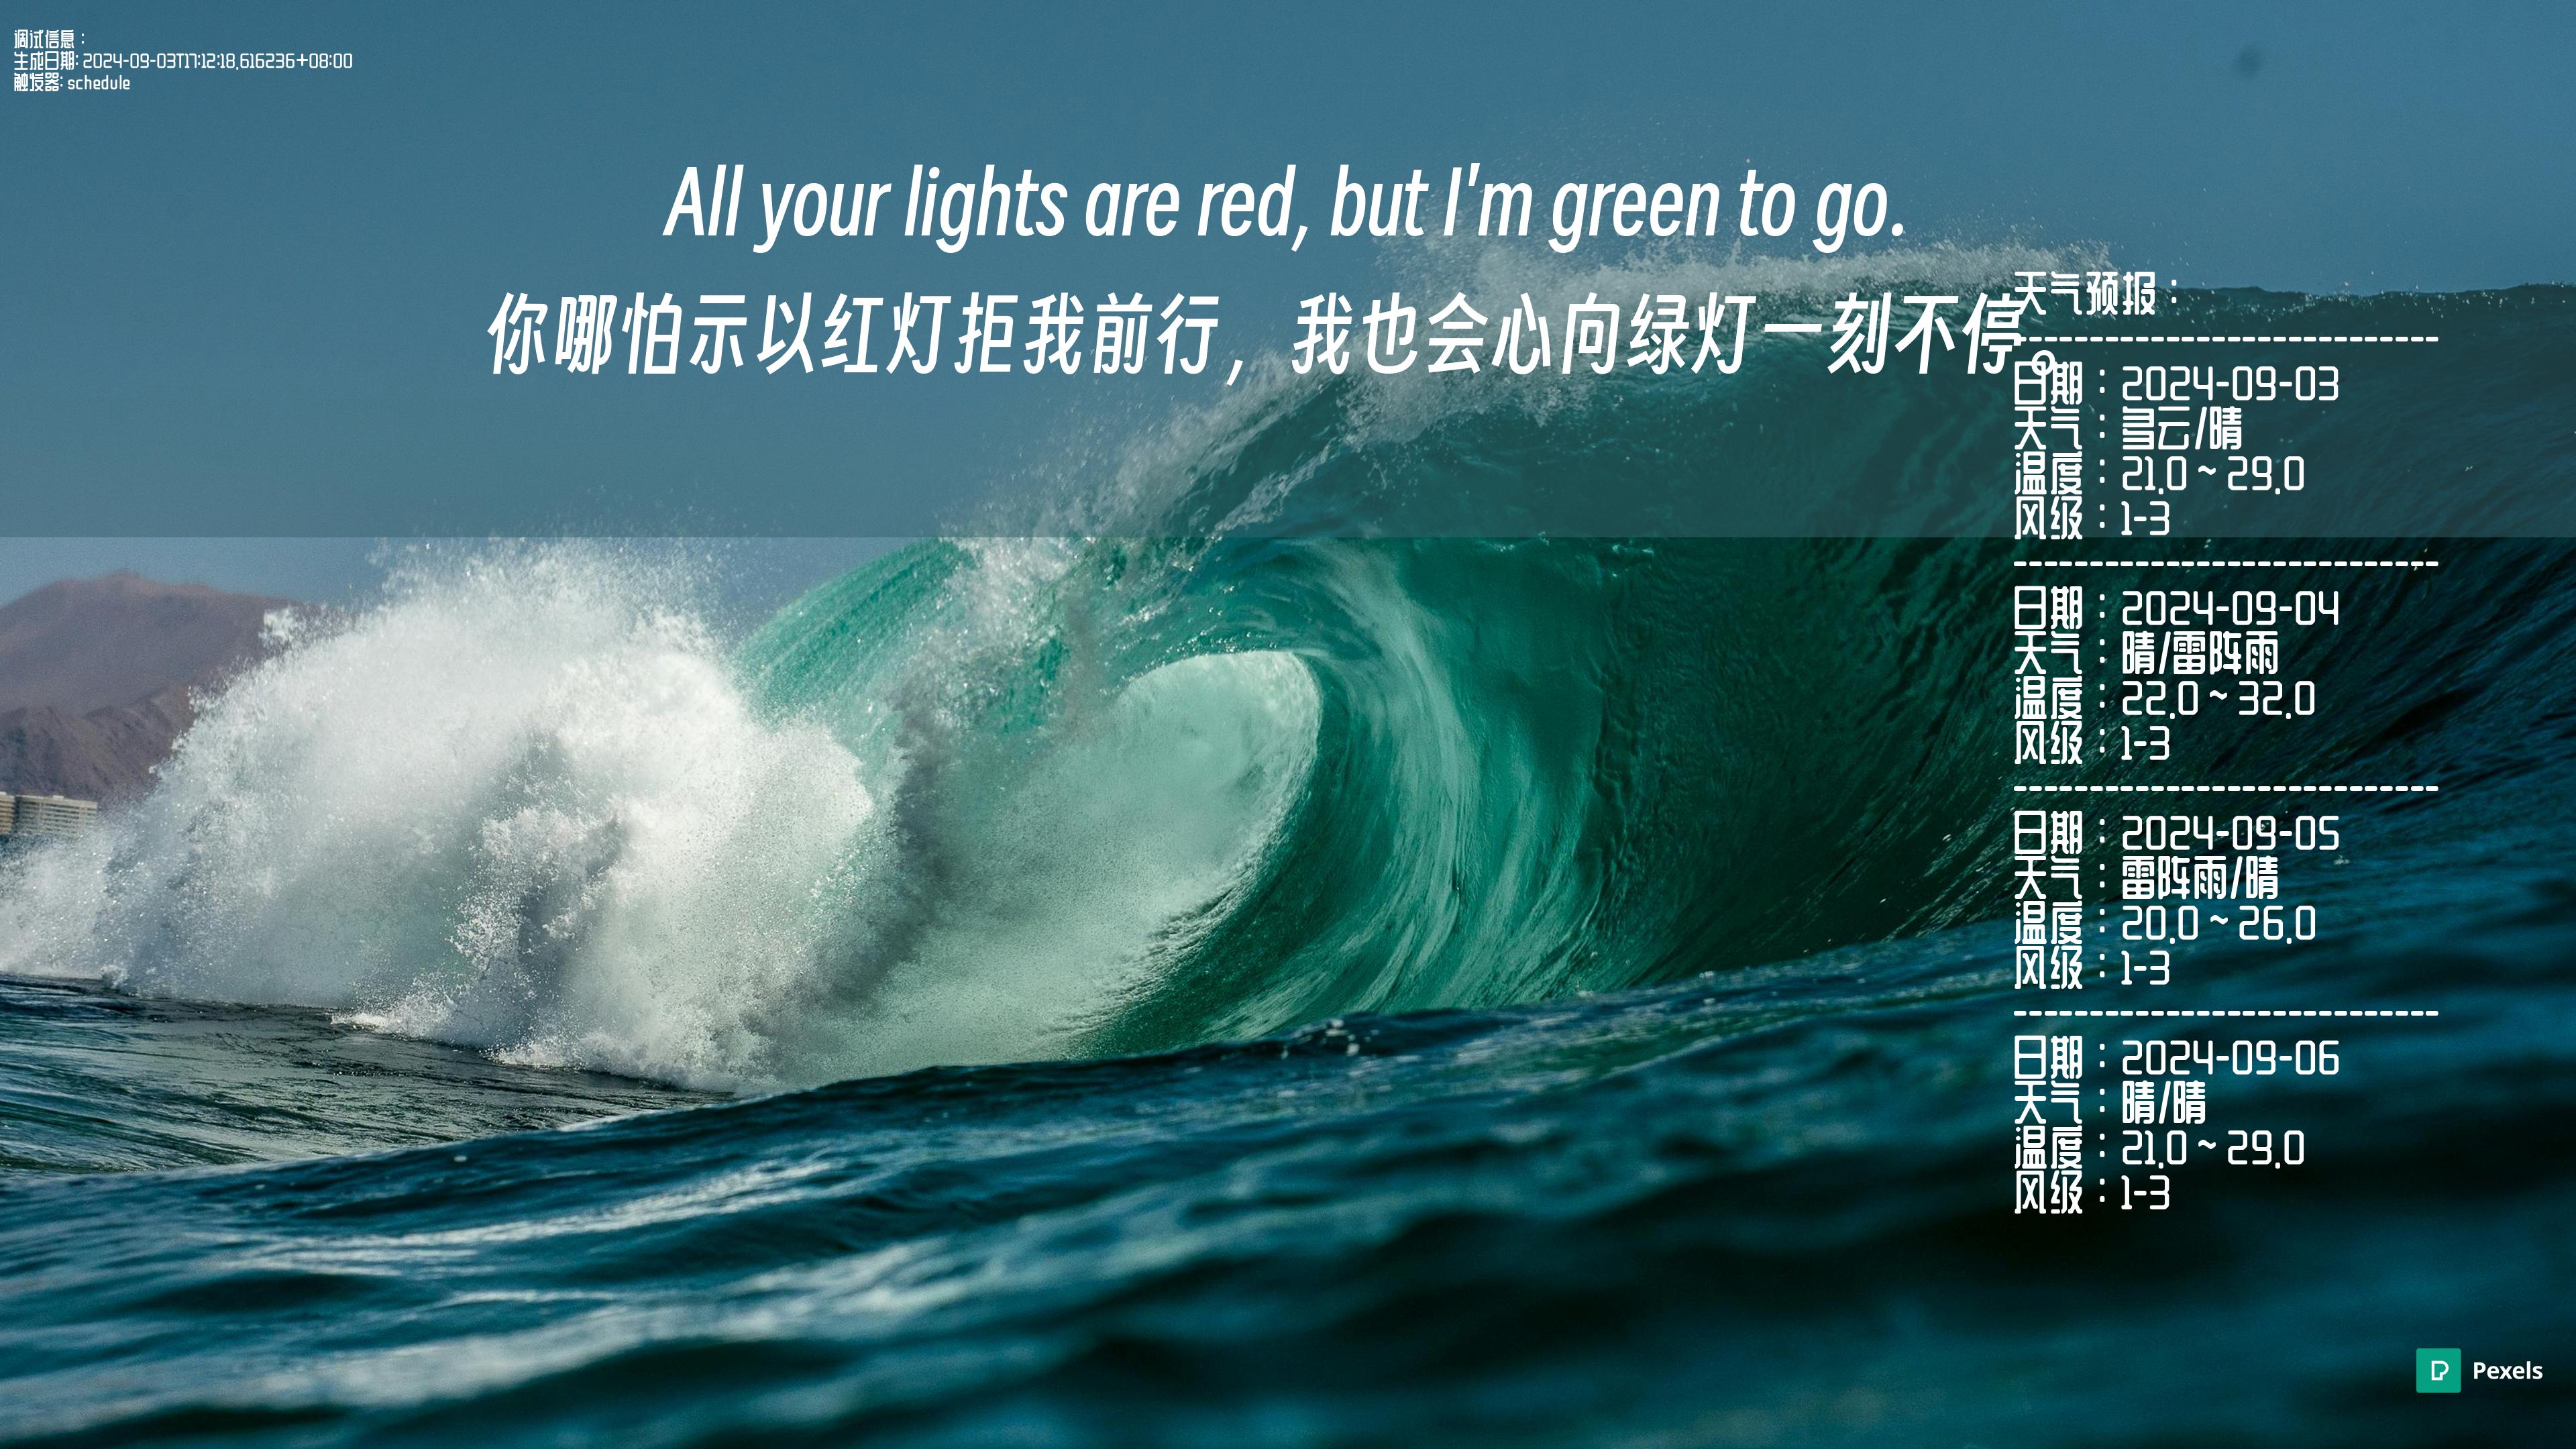 调试信息：
生成日期: 2024-09-03T17:12:18.616236+08:00
触发器: schedule
All your lights are red, but I'm green to go.
你哪怕示以红灯拒我前行，我也会心向绿灯一刻不停。
天气预报：
----------------------------
日期：2024-09-03
天气：多云/晴
温度：21.0 ~ 29.0
风级：1-3
----------------------------
日期：2024-09-04
天气：晴/雷阵雨
温度：22.0 ~ 32.0
风级：1-3
----------------------------
日期：2024-09-05
天气：雷阵雨/晴
温度：20.0 ~ 26.0
风级：1-3
----------------------------
日期：2024-09-06
天气：晴/晴
温度：21.0 ~ 29.0
风级：1-3
Pexels